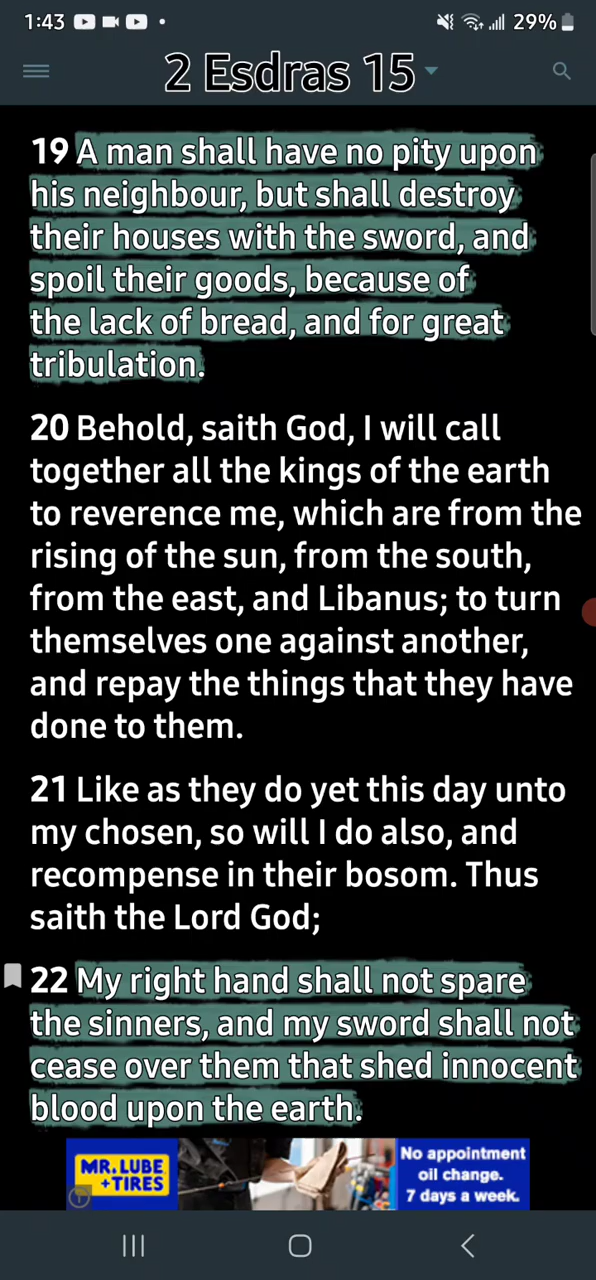 1:43
29%
2 Esdras 15
19 A man shall have no pity upon
his neighbour, but shall destroy
their houses with the sword, and
spoil their goods, because of
the lack of bread, and for great
tribulation.
20 Behold, saith God, I will call
together all the kings of the earth
to reverence me, which are from the
rising of the sun, from the south,
from the east, and Libanus; to turn
themselves one against another,
and repay the things that they have
done to them.
21 Like as they do yet this day unto
my chosen, so will I do also, and
recompense in their bosom. Thus
saith the Lord God;
22 My right hand shall not spare
the sinners, and my sword shall not
cease over them that shed innocent
blood upon the earth.
MR. LUBE
+TIRES
No appointment
oil change.
7 days a week.